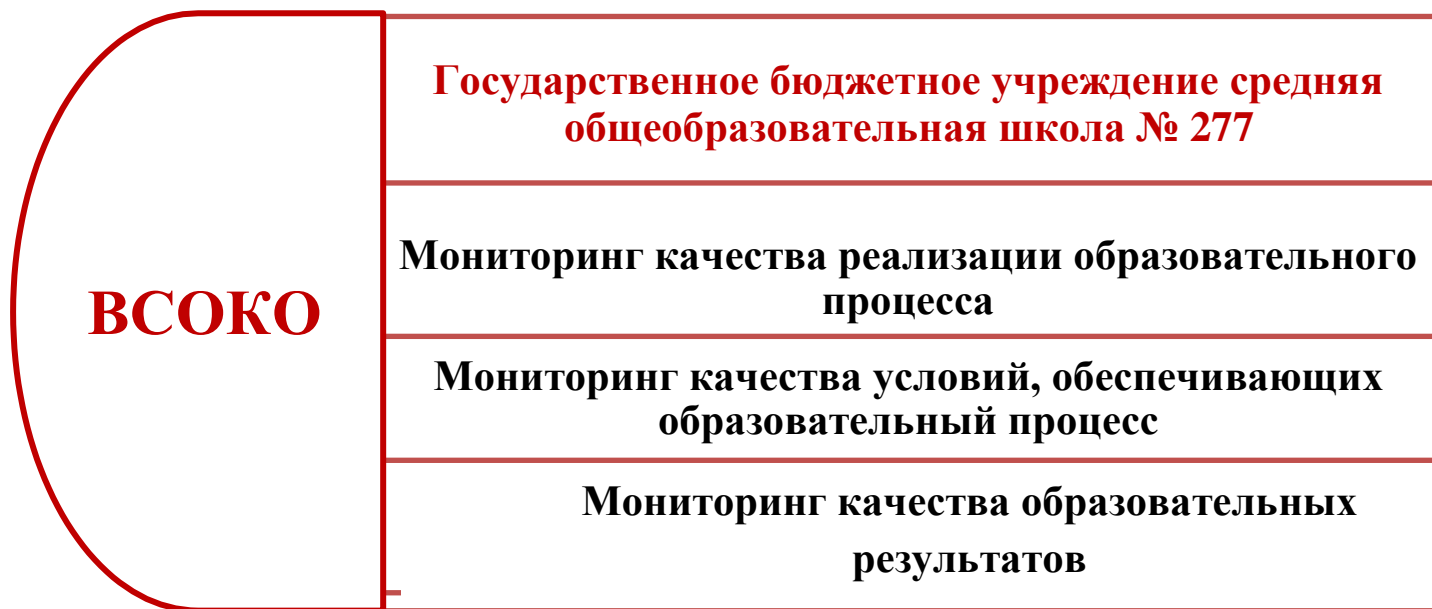 ВСОКО
Государственное бюджетное учреждение средняя
общеобразовательная школа № 277
Мониторинг качества реализации образовательного
процесса
Мониторинг качества условий, обеспечивающих
образовательный процесс
Мониторинг качества образовательных
результатов